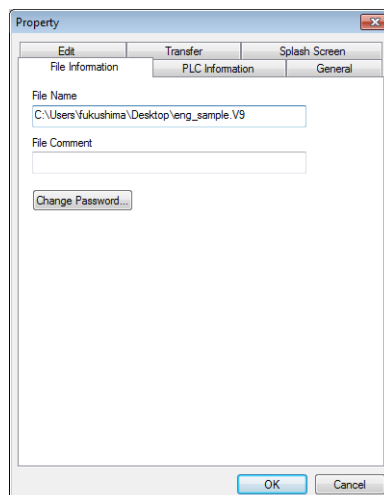 Property
Edit Transfer Splash Screen
File Information PLC Information General
File Name
C:\Users\fukushima\Desktop\eng_sample.V9
File Comment
Change Password...
OK Cancel